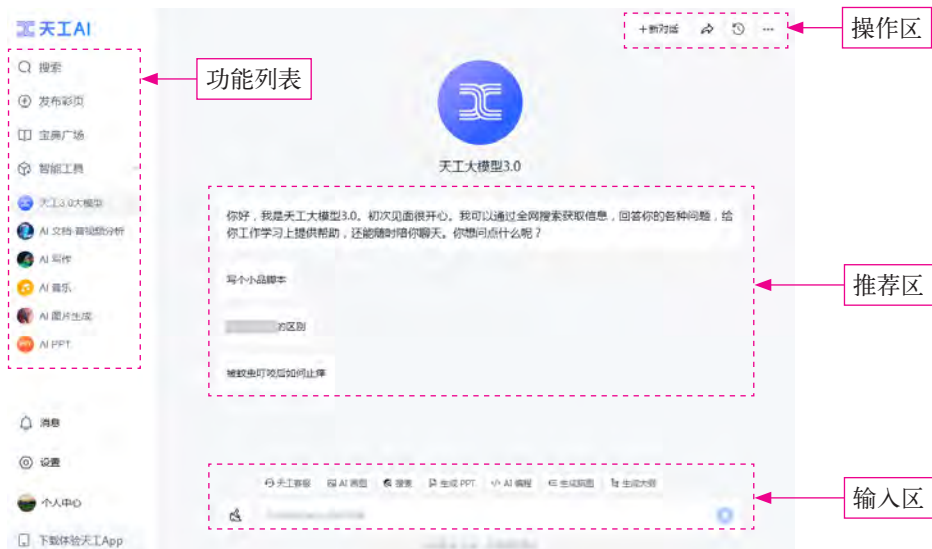 天工AI
搜索
发布彩页
宝典广场
智能工具
天工3.0大模型
AI 文档-音视频分析
AI 写作
AI 音乐
AI 图片生成
AI PPT
消息
设置
个人中心
下载体验天工App
功能列表
+新对话
操作区
天工大模型3.0
你好，我是天工大模型3.0。初次见面很开心。我可以通过全网搜索获取信息，回答你的各种问题，给
你工作学习上提供帮助，还能随时陪你聊天。你想问点什么呢？
写个小品脚本
的区别
被蚊虫叮咬后如何止痒
推荐区
天工客服 AI 画图 搜索 生成 PPT AI 编程 生成脑图 生成大纲
输入区